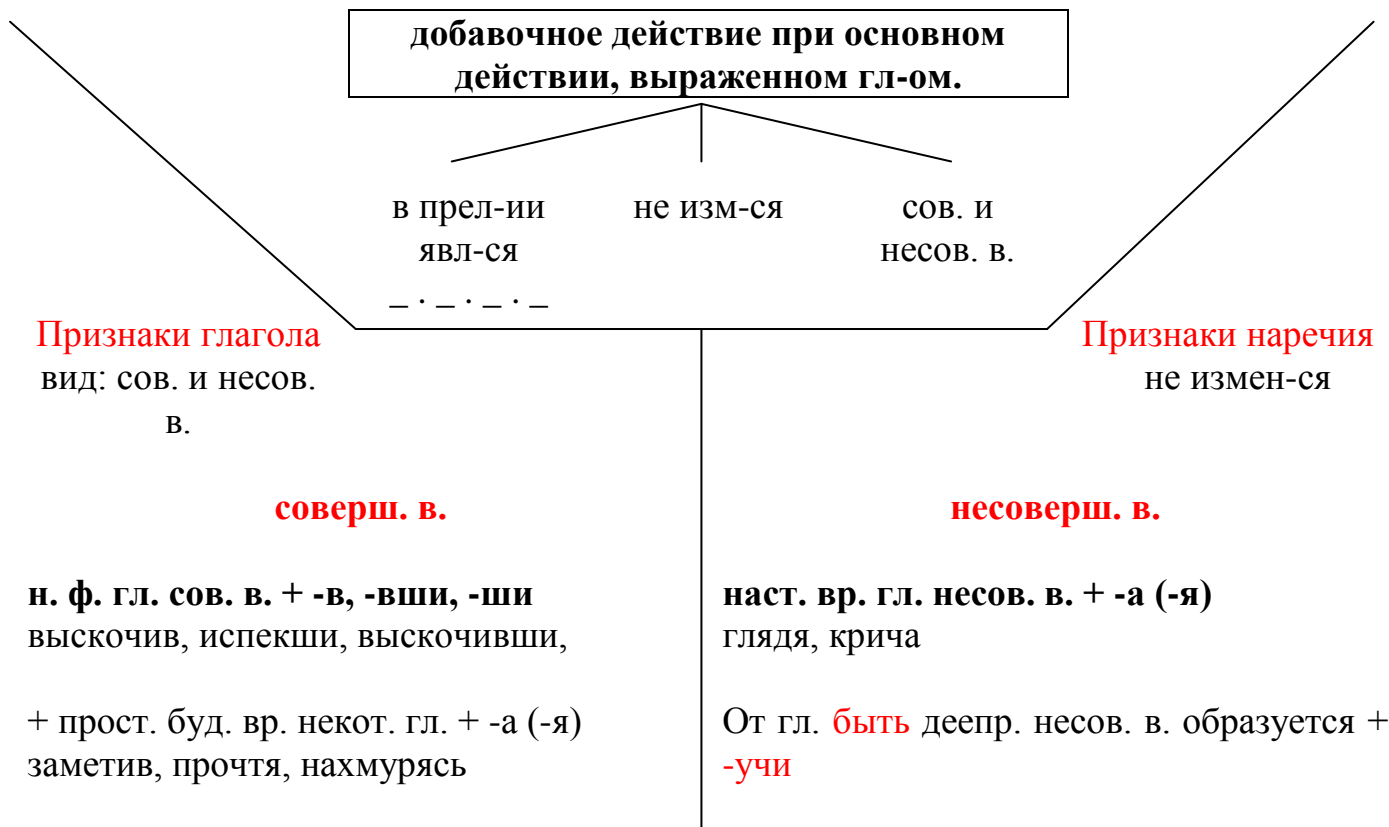 добавочное действие при основном
действии, выраженном гл-ом.
в прел-ии
явл-ся
_ . _ . _ . _
не изм-ся
сов. и
несов. в.
Признаки глагола
вид: сов. и несов.
в.
Признаки наречия
не измен-ся
соверш. в.
н. ф. гл. сов. в. + -в, -вши, -ши
выскочив, испекши, выскочивши,
+ прост. буд. вр. некот. гл. + -а (-я)
заметив, прочтя, нахмурясь
несоверш. в.
наст. вр. гл. несов. в. + -а (-я)
глядя, крича
От гл. быть деепр. несов. в. образуется +
-учи